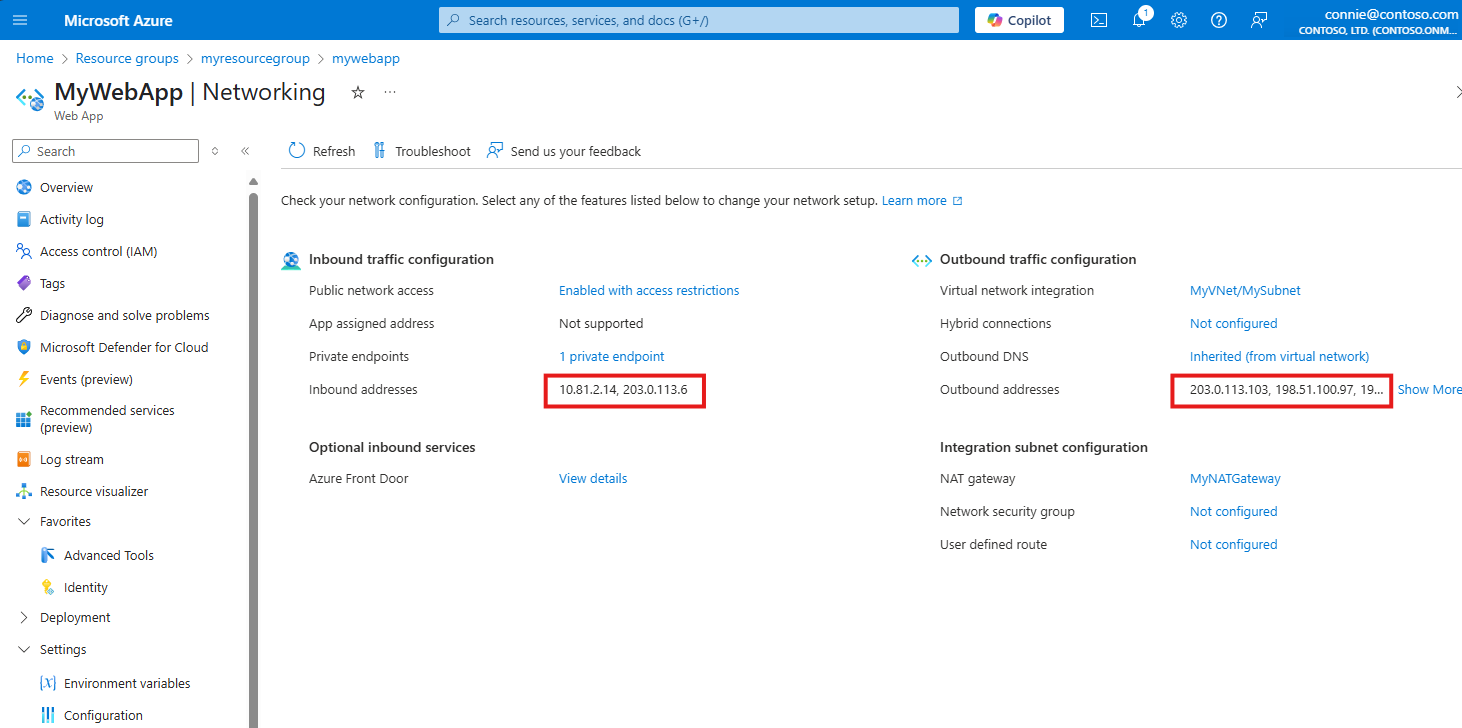 Microsoft Azure
Search resources, services, and docs (G+/)
Copilot
1
connie@contoso.com
CONTOSO, LTD. (CONTOSO.ONM...
Home > Resource groups > myresourcegroup > mywebapp
MyWebApp | Networking
Web App
Search
Refresh
Troubleshoot
Send us your feedback
Overview
Activity log
Access control (IAM)
Tags
Diagnose and solve problems
Microsoft Defender for Cloud
Events (preview)
Recommended services
(preview)
Log stream
Resource visualizer
Favorites
Advanced Tools
Identity
Deployment
Settings
Environment variables
Configuration
Check your network configuration. Select any of the features listed below to change your network setup. Learn more
Inbound traffic configuration
Public network access Enabled with access restrictions
App assigned address Not supported
Private endpoints 1 private endpoint
Inbound addresses 10.81.2.14, 203.0.113.6
Optional inbound services
Azure Front Door View details
Outbound traffic configuration
Virtual network integration MyVNet/MySubnet
Hybrid connections Not configured
Outbound DNS Inherited (from virtual network)
Outbound addresses 203.0.113.103, 198.51.100.97, 19... Show More
Integration subnet configuration
NAT gateway MyNATGateway
Network security group Not configured
User defined route Not configured